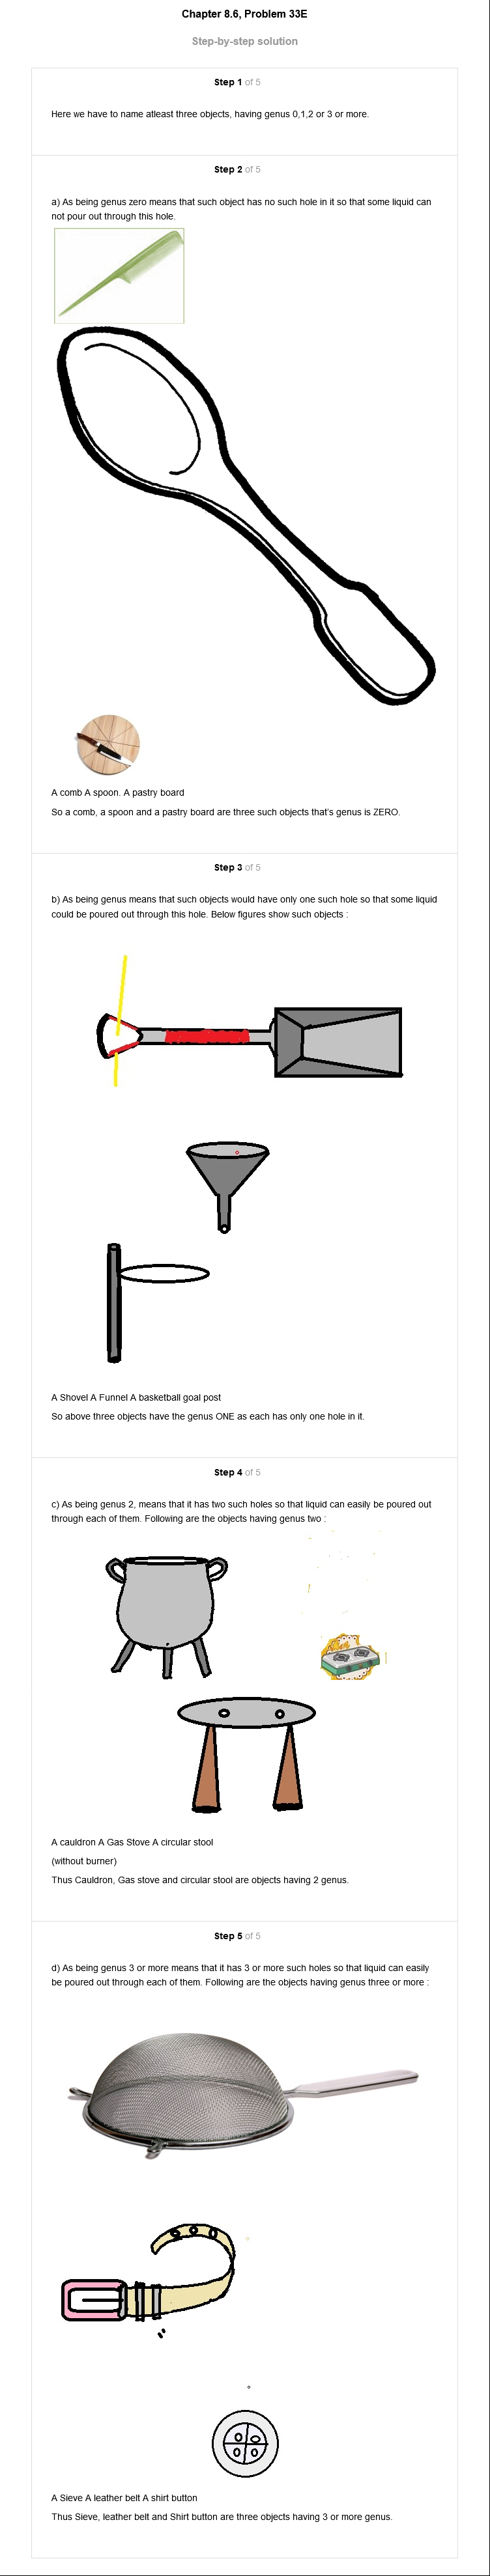 Chapter 8.6, Problem 33E
Step-by-step solution
Step 1 of 5
Here we have to name atleast three objects, having genus 0,1,2 or 3 or more.
Step 2 of 5
a) As being genus zero means that such object has no such hole in it so that some liquid can
not pour out through this hole.
A comb A spoon. A pastry board
So a comb, a spoon and a pastry board are three such objects that's genus is ZERO.
Step 3 of 5
b) As being genus means that such objects would have only one such hole so that some liquid
could be poured out through this hole. Below figures show such objects :
A Shovel A Funnel A basketball goal post
So above three objects have the genus ONE as each has only one hole in it.
Step 4 of 5
c) As being genus 2, means that it has two such holes so that liquid can easily be poured out
through each of them. Following are the objects having genus two :
A cauldron A Gas Stove A circular stool
(without burner)
Thus Cauldron, Gas stove and circular stool are objects having 2 genus.
Step 5 of 5
d) As being genus 3 or more means that it has 3 or more such holes so that liquid can easily
be poured out through each of them. Following are the objects having genus three or more :
A Sieve A leather belt A shirt button
Thus Sieve, leather belt and Shirt button are three objects having 3 or more genus.